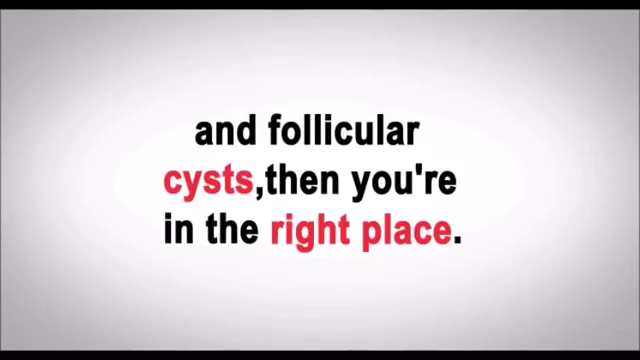 and follicular
cysts,then you're
in the right place.